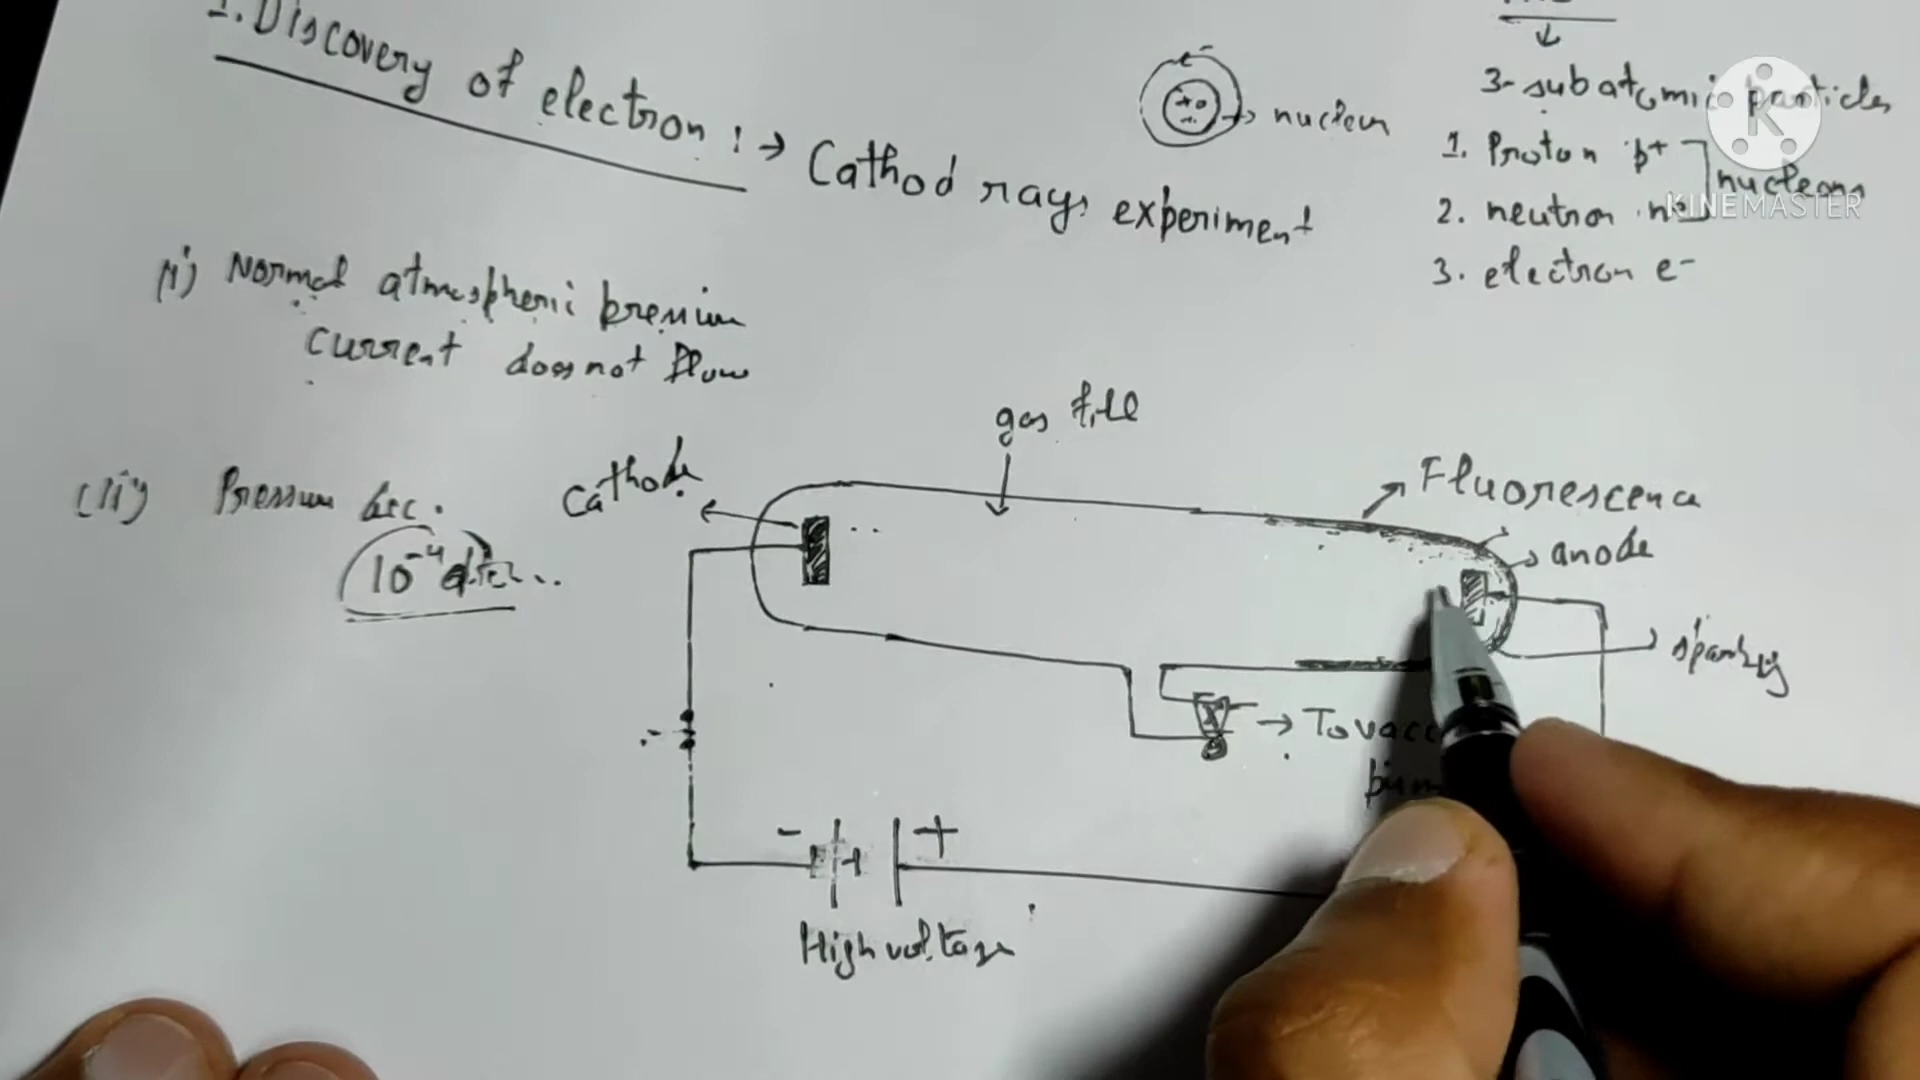 1. Discovery of electron :→ Cathod rays experiment
e-
→ nucleun
3- subatomic particles
1. Proton p+
2. neutron n
nucleons
3. electron e-
KINEMASTER
(i) Normal atmospheric pressure
current does not flow
(ii) Pressure dec.
10-4
gas fill
Cathode
Fluorescence
→ anode
→ To vacc
pum
- +
High voltage